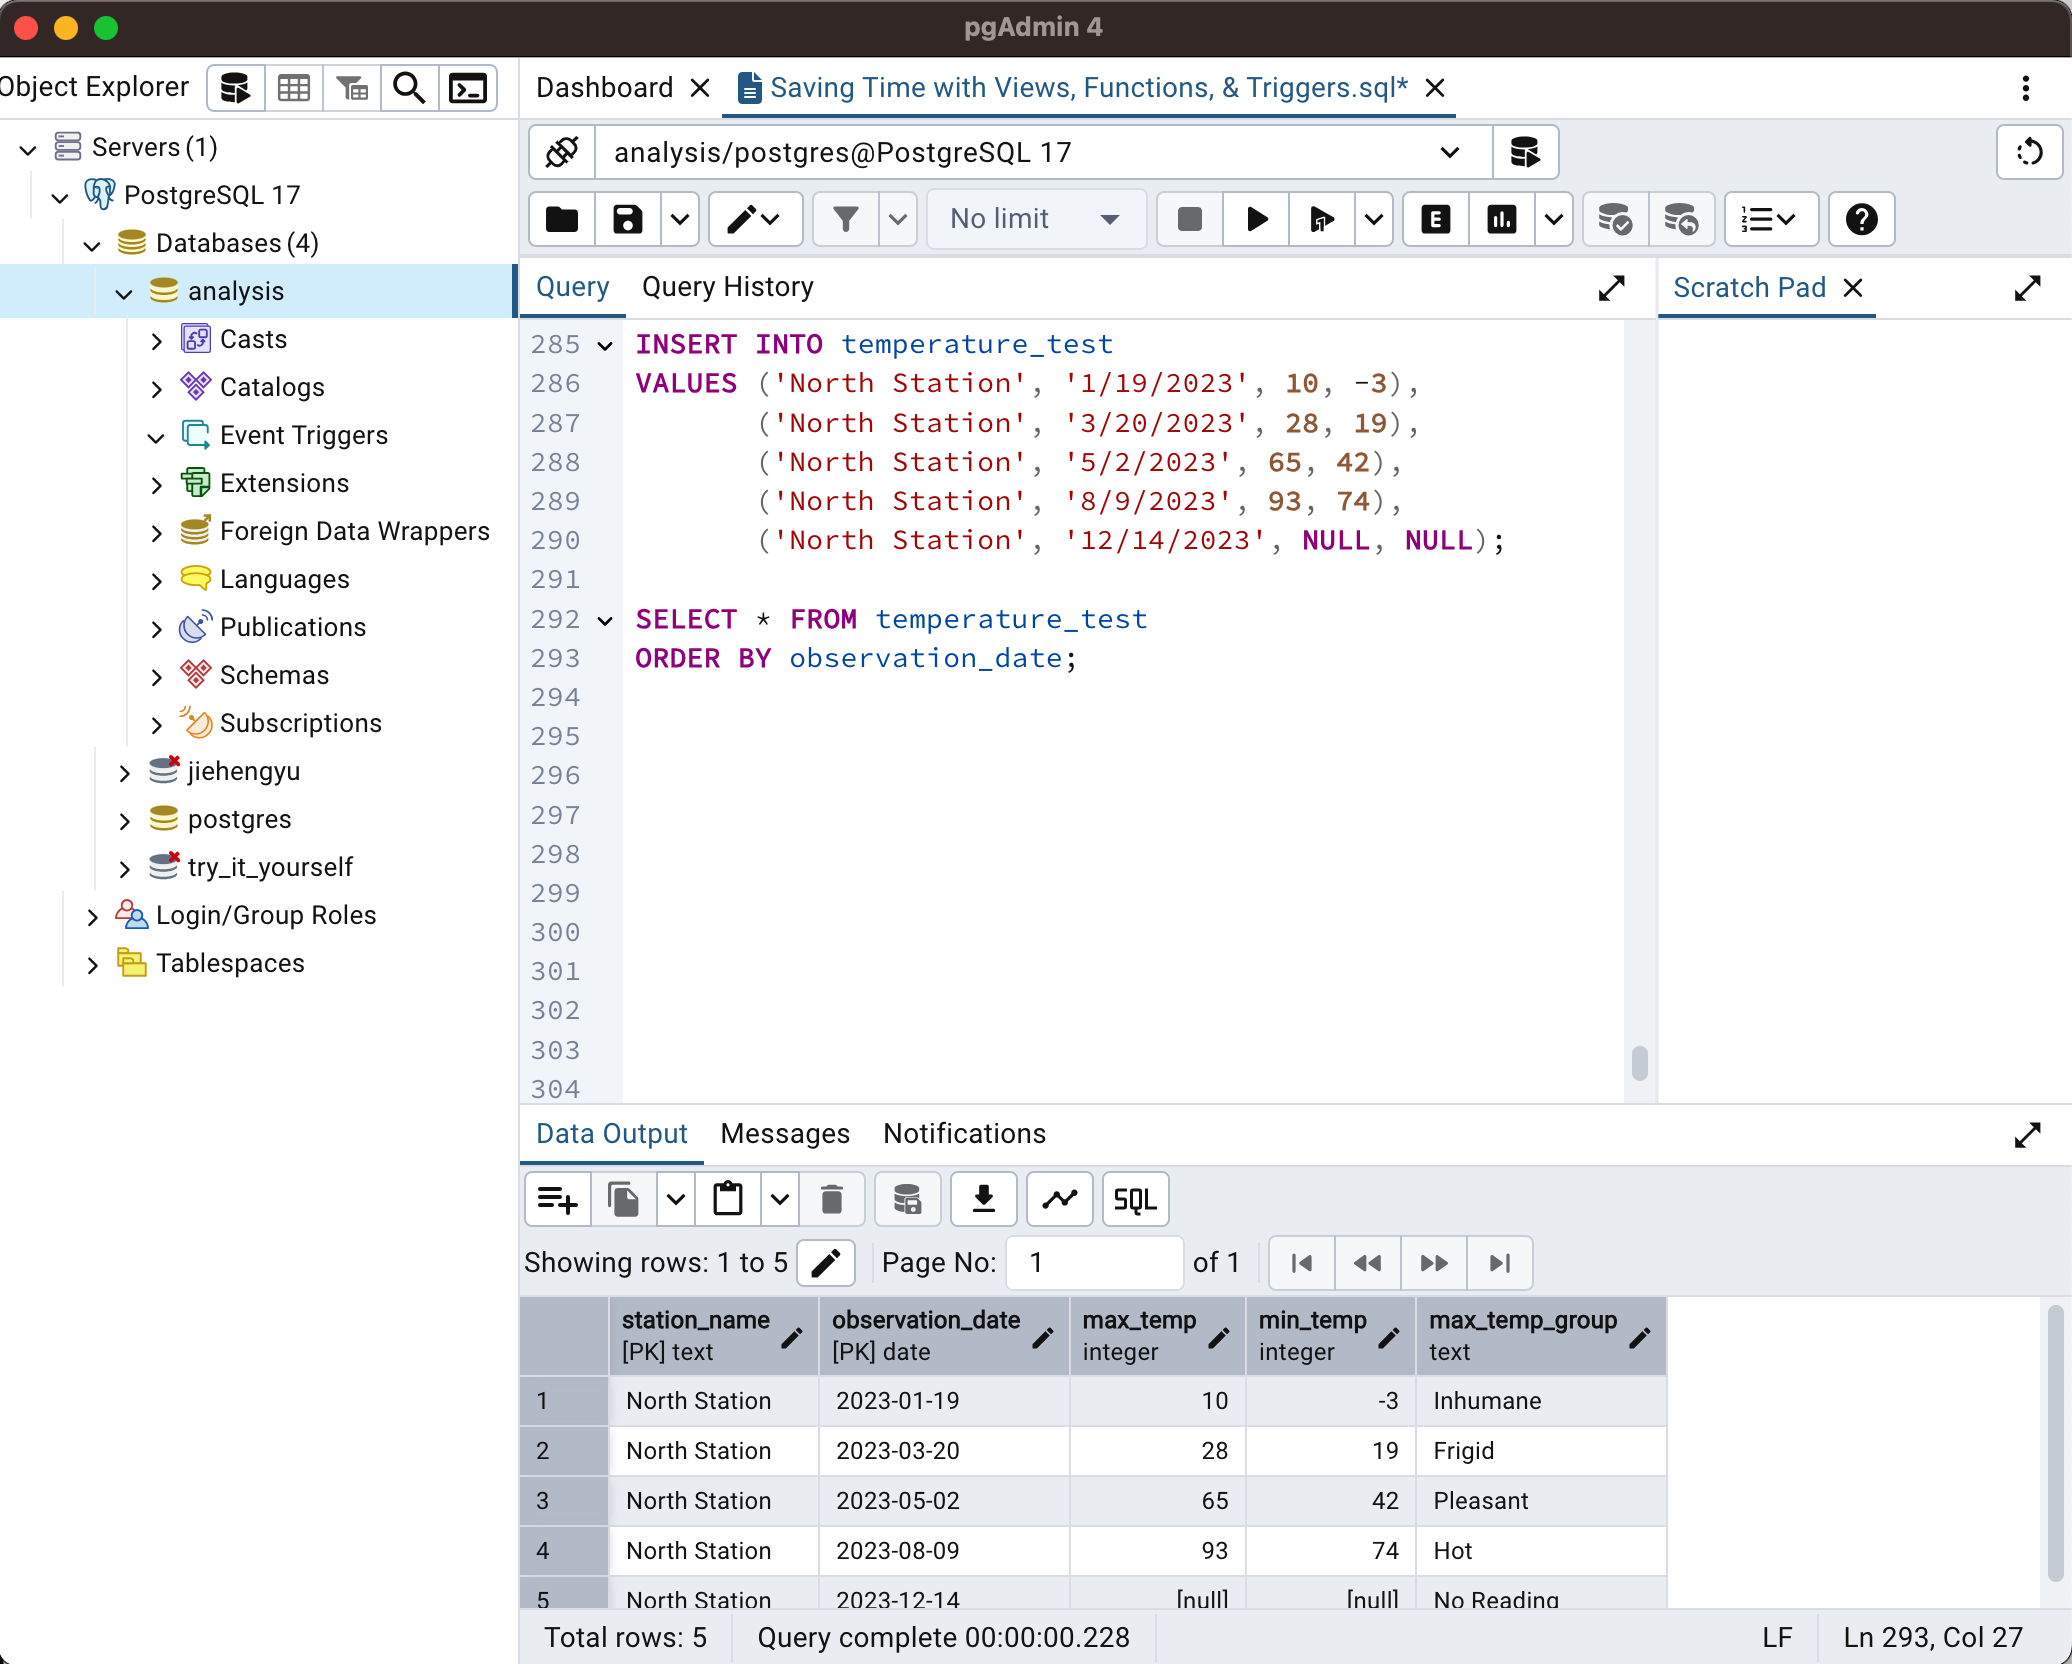 pgAdmin 4
Object Explorer
Dashboard
Saving Time with Views, Functions, & Triggers.sql*
Servers (1)
PostgreSQL 17
Databases (4)
analysis
Casts
Catalogs
Event Triggers
Extensions
Foreign Data Wrappers
Languages
Publications
Schemas
Subscriptions
jiehengyu
postgres
try_it_yourself
Login/Group Roles
Tablespaces
analysis/postgres@PostgreSQL 17
No limit
E
Query
Query History
Scratch Pad
285 INSERT INTO temperature_test
286 VALUES ('North Station', '1/19/2023', 10, -3),
287 ('North Station', '3/20/2023', 28, 19),
288 ('North Station', '5/2/2023', 65, 42),
289 ('North Station', '8/9/2023', 93, 74),
290 ('North Station', '12/14/2023', NULL, NULL);
291
292 SELECT * FROM temperature_test
293 ORDER BY observation_date;
294
295
296
297
298
299
300
301
302
303
304
Data Output
Messages
Notifications
SQL
Showing rows: 1 to 5
Page No: 1 of 1
station_name observation_date max_temp min_temp max_temp_group
[PK] text [PK] date integer integer text
1 North Station 2023-01-19 10 -3 Inhumane
2 North Station 2023-03-20 28 19 Frigid
3 North Station 2023-05-02 65 42 Pleasant
4 North Station 2023-08-09 93 74 Hot
5 North Station 2023-12-14 [null] [null] No Reading
Total rows: 5
Query complete 00:00:00.228
LF
Ln 293, Col 27